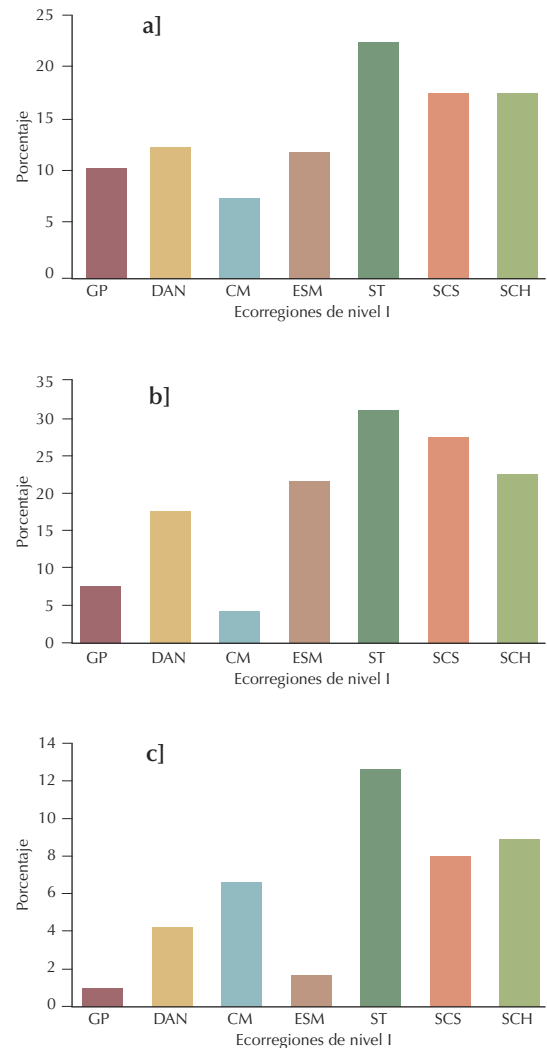 a]
Porcentaje
25
20
15
10
5
0
GP DAN CM ESM ST SCS SCH
Ecorregiones de nivel I
b]
Porcentaje
35
30
25
20
15
10
5
0
GP DAN CM ESM ST SCS SCH
Ecorregiones de nivel I
c]
Porcentaje
14
12
10
8
6
4
2
0
GP DAN CM ESM ST SCS SCH
Ecorregiones de nivel I